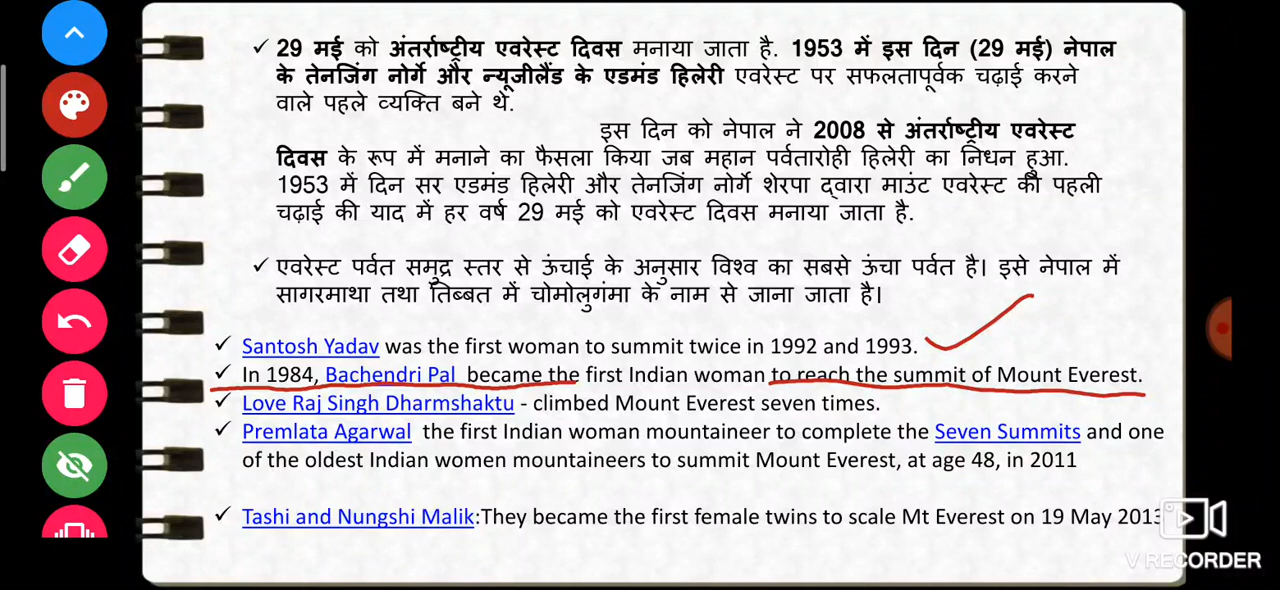 ✓ 29 मई को अंतर्राष्ट्रीय एवरेस्ट दिवस मनाया जाता है. 1953 में इस दिन (29 मई) नेपाल
के तेनजिंग नोर्गे और न्यूजीलैंड के एडमंड हिलेरी एवरेस्ट पर सफलतापूर्वक चढ़ाई करने
वाले पहले व्यक्ति बने थे.
इस दिन को नेपाल ने 2008 से अंतर्राष्ट्रीय एवरेस्ट
दिवस के रूप में मनाने का फैसला किया जब महान पर्वतारोही हिलेरी का निधन हुआ.
1953 में दिन सर एडमंड हिलेरी और तेनजिंग नोर्गे शेरपा द्वारा माउंट एवरेस्ट की पहली
चढ़ाई की याद में हर वर्ष 29 मई को एवरेस्ट दिवस मनाया जाता है.
✓ एवरेस्ट पर्वत समुद्र स्तर से ऊंचाई के अनुसार विश्व का सबसे ऊंचा पर्वत है। इसे नेपाल में
सागरमाथा तथा तिब्बत में चोमोलुगंमा के नाम से जाना जाता है।
✓ Santosh Yadav was the first woman to summit twice in 1992 and 1993.
✓ In 1984, Bachendri Pal became the first Indian woman to reach the summit of Mount Everest.
✓ Love Raj Singh Dharmshaktu - climbed Mount Everest seven times.
✓ Premlata Agarwal the first Indian woman mountaineer to complete the Seven Summits and one
of the oldest Indian women mountaineers to summit Mount Everest, at age 48, in 2011
✓ Tashi and Nungshi Malik:They became the first female twins to scale Mt Everest on 19 May 2013
V RECORDER